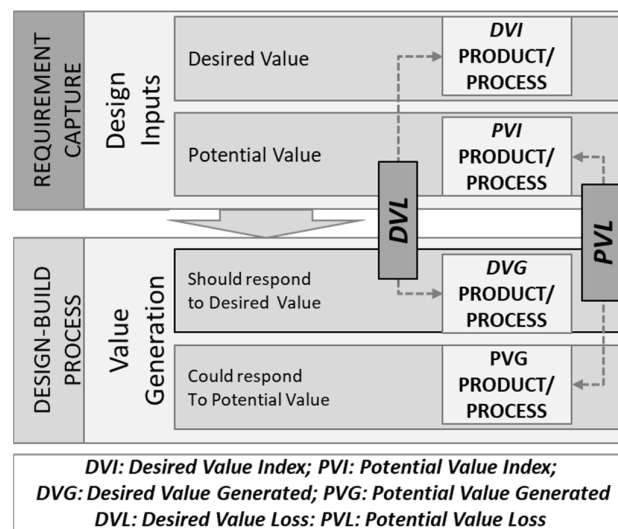 REQUIREMENT
CAPTURE
Design
Inputs
Desired Value
DVI
PRODUCT/
PROCESS
Potential Value
PVI
PRODUCT/
PROCESS
DVL
PVL
DESIGN-BUILD
PROCESS
Value
Generation
Should respond
to Desired Value
DVG
PRODUCT/
PROCESS
Could respond
To Potential Value
PVG
PRODUCT/
PROCESS
DVI: Desired Value Index; PVI: Potential Value Index;
DVG: Desired Value Generated; PVG: Potential Value Generated
DVL: Desired Value Loss: PVL: Potential Value Loss